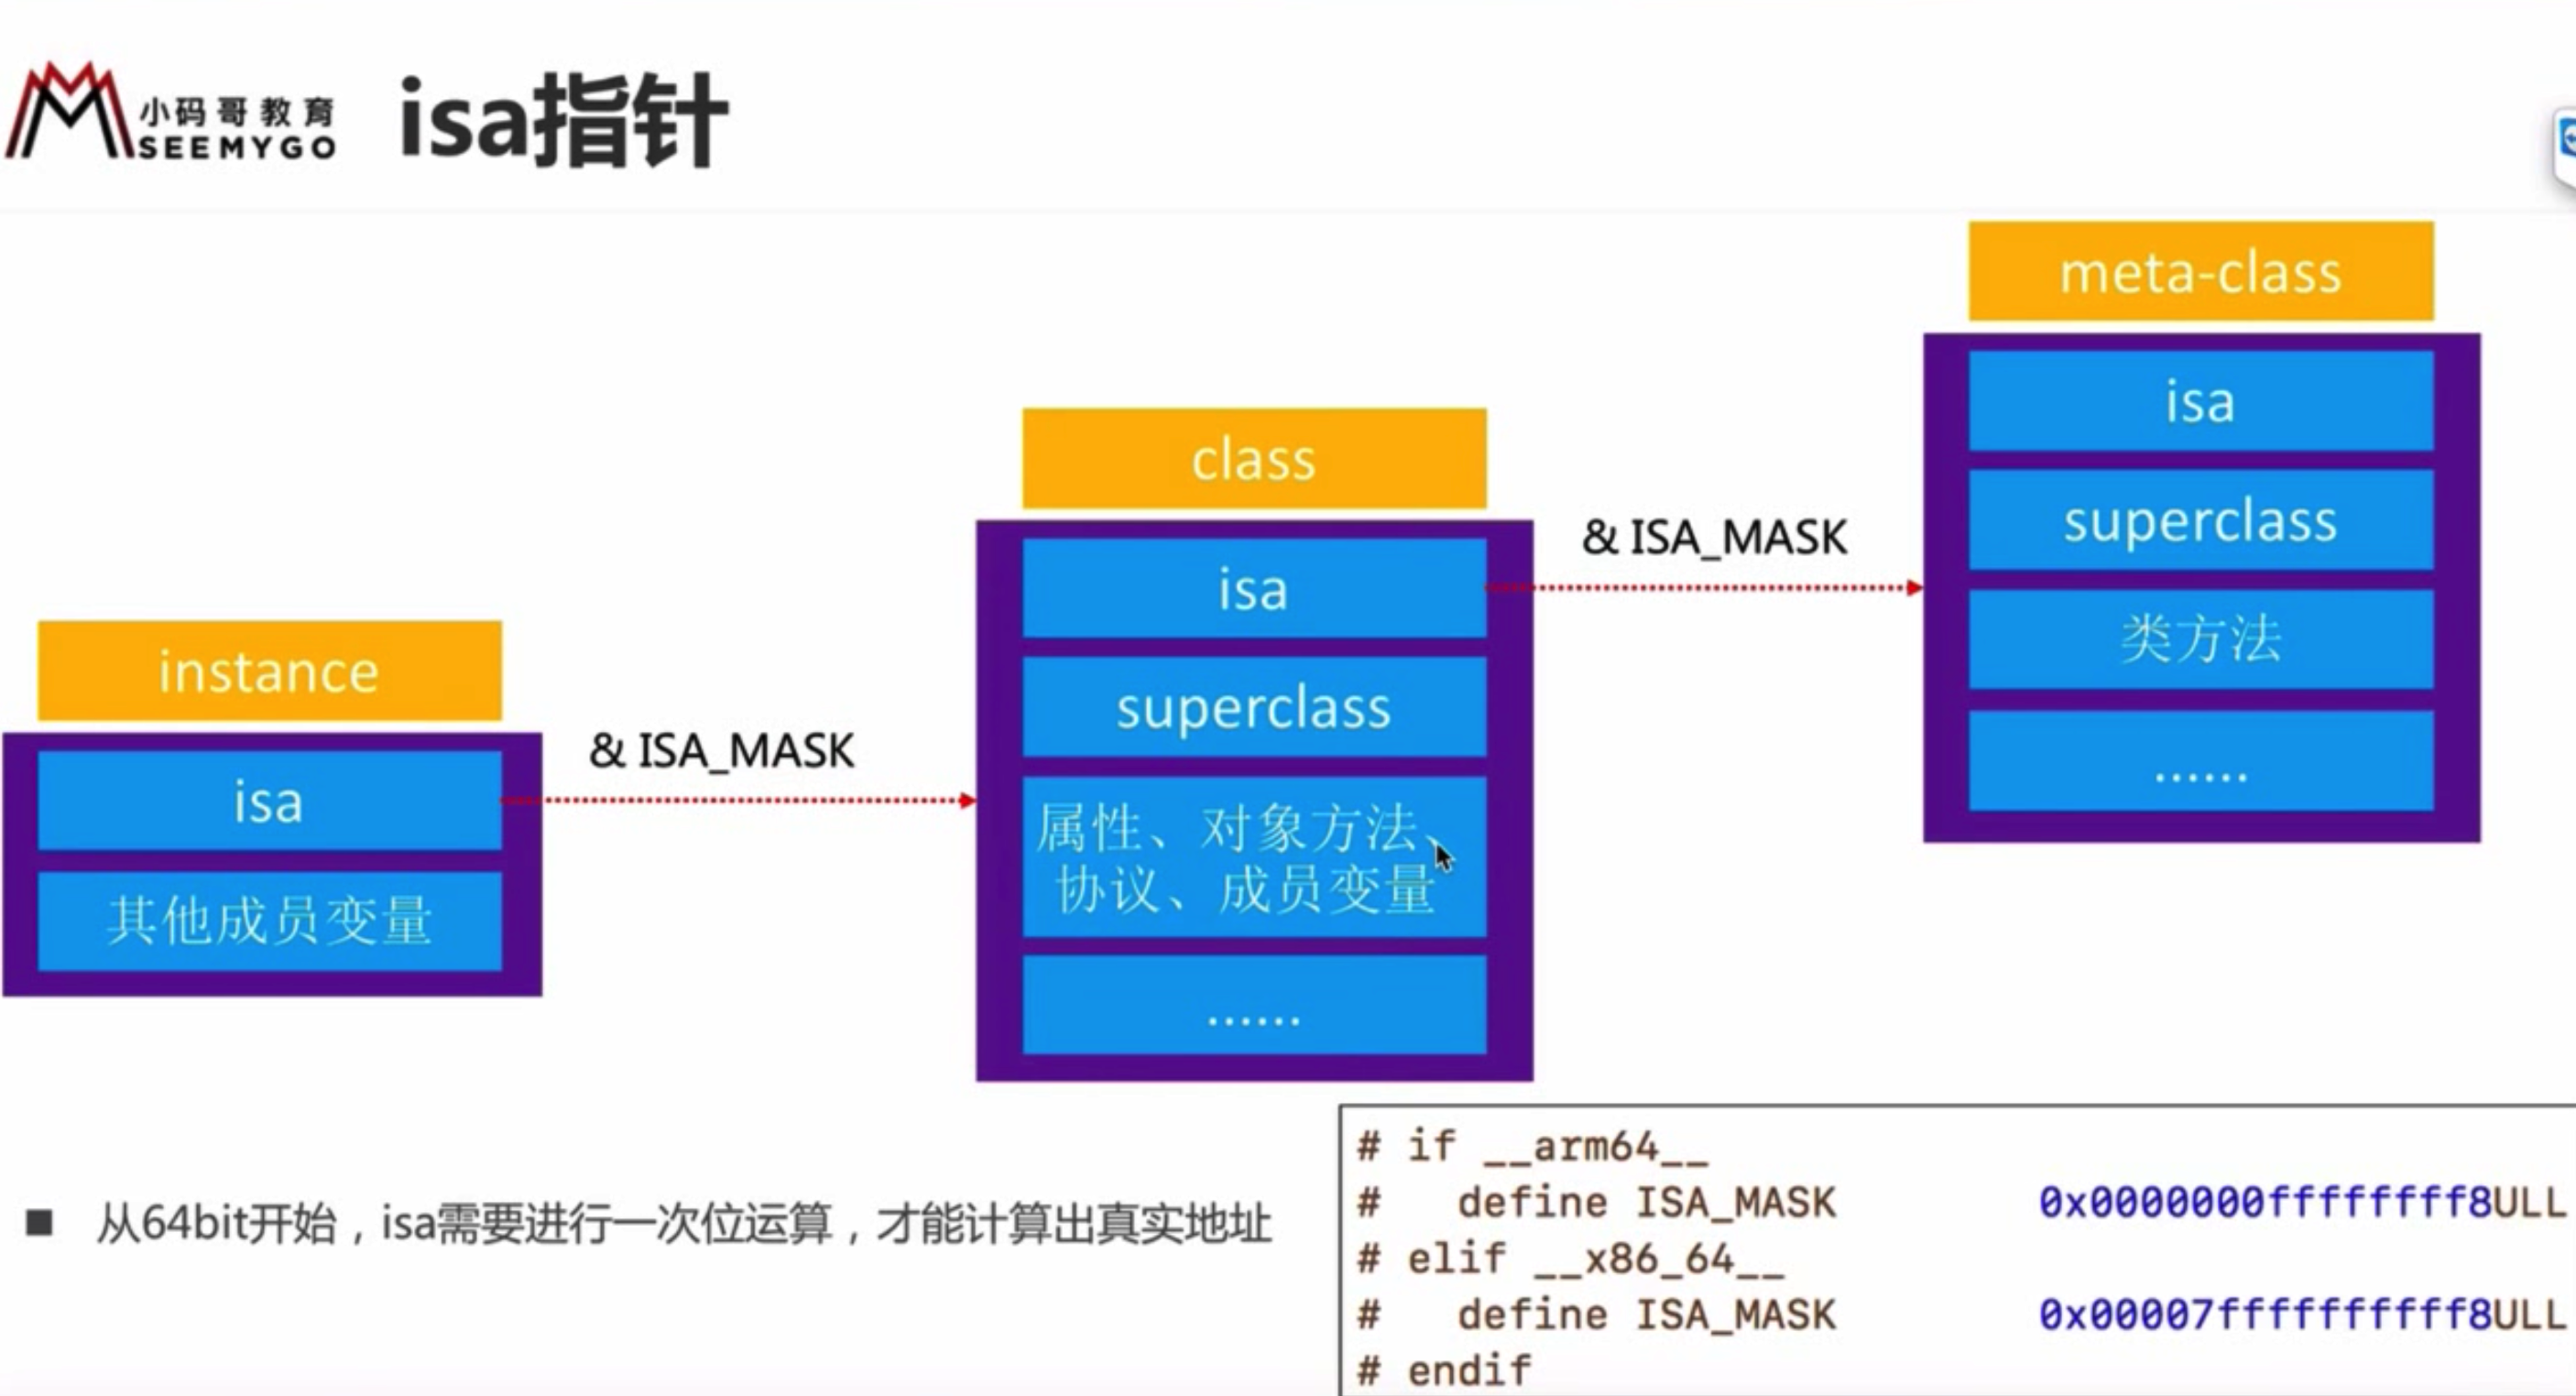 小码哥教育
SEEMYGO
isa指针
instance
isa
其他成员变量
& ISA_MASK
class
isa
superclass
属性、对象方法、
协议、成员变量
......
& ISA_MASK
meta-class
isa
superclass
类方法
......
■ 从64bit开始，isa需要进行一次位运算，才能计算出真实地址
# if __arm64__
#   define ISA_MASK        0x0000000ffffffff8ULL
# elif __x86_64__
#   define ISA_MASK        0x00007ffffffffff8ULL
# endif